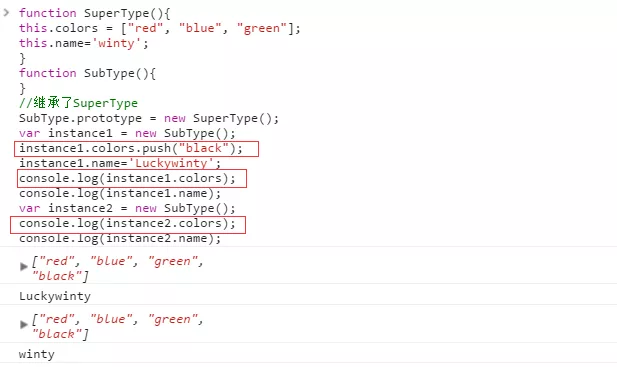 function SuperType(){
this.colors = ["red", "blue", "green"];
this.name='winty';
}
function SubType(){
}
//继承了SuperType
SubType.prototype = new SuperType();
var instance1 = new SubType();
instance1.colors.push("black");
instance1.name='Luckywinty';
console.log(instance1.colors);
console.log(instance1.name);
var instance2 = new SubType();
console.log(instance2.colors);
console.log(instance2.name);
["red", "blue", "green",
"black"]
Luckywinty
["red", "blue", "green",
"black"]
winty